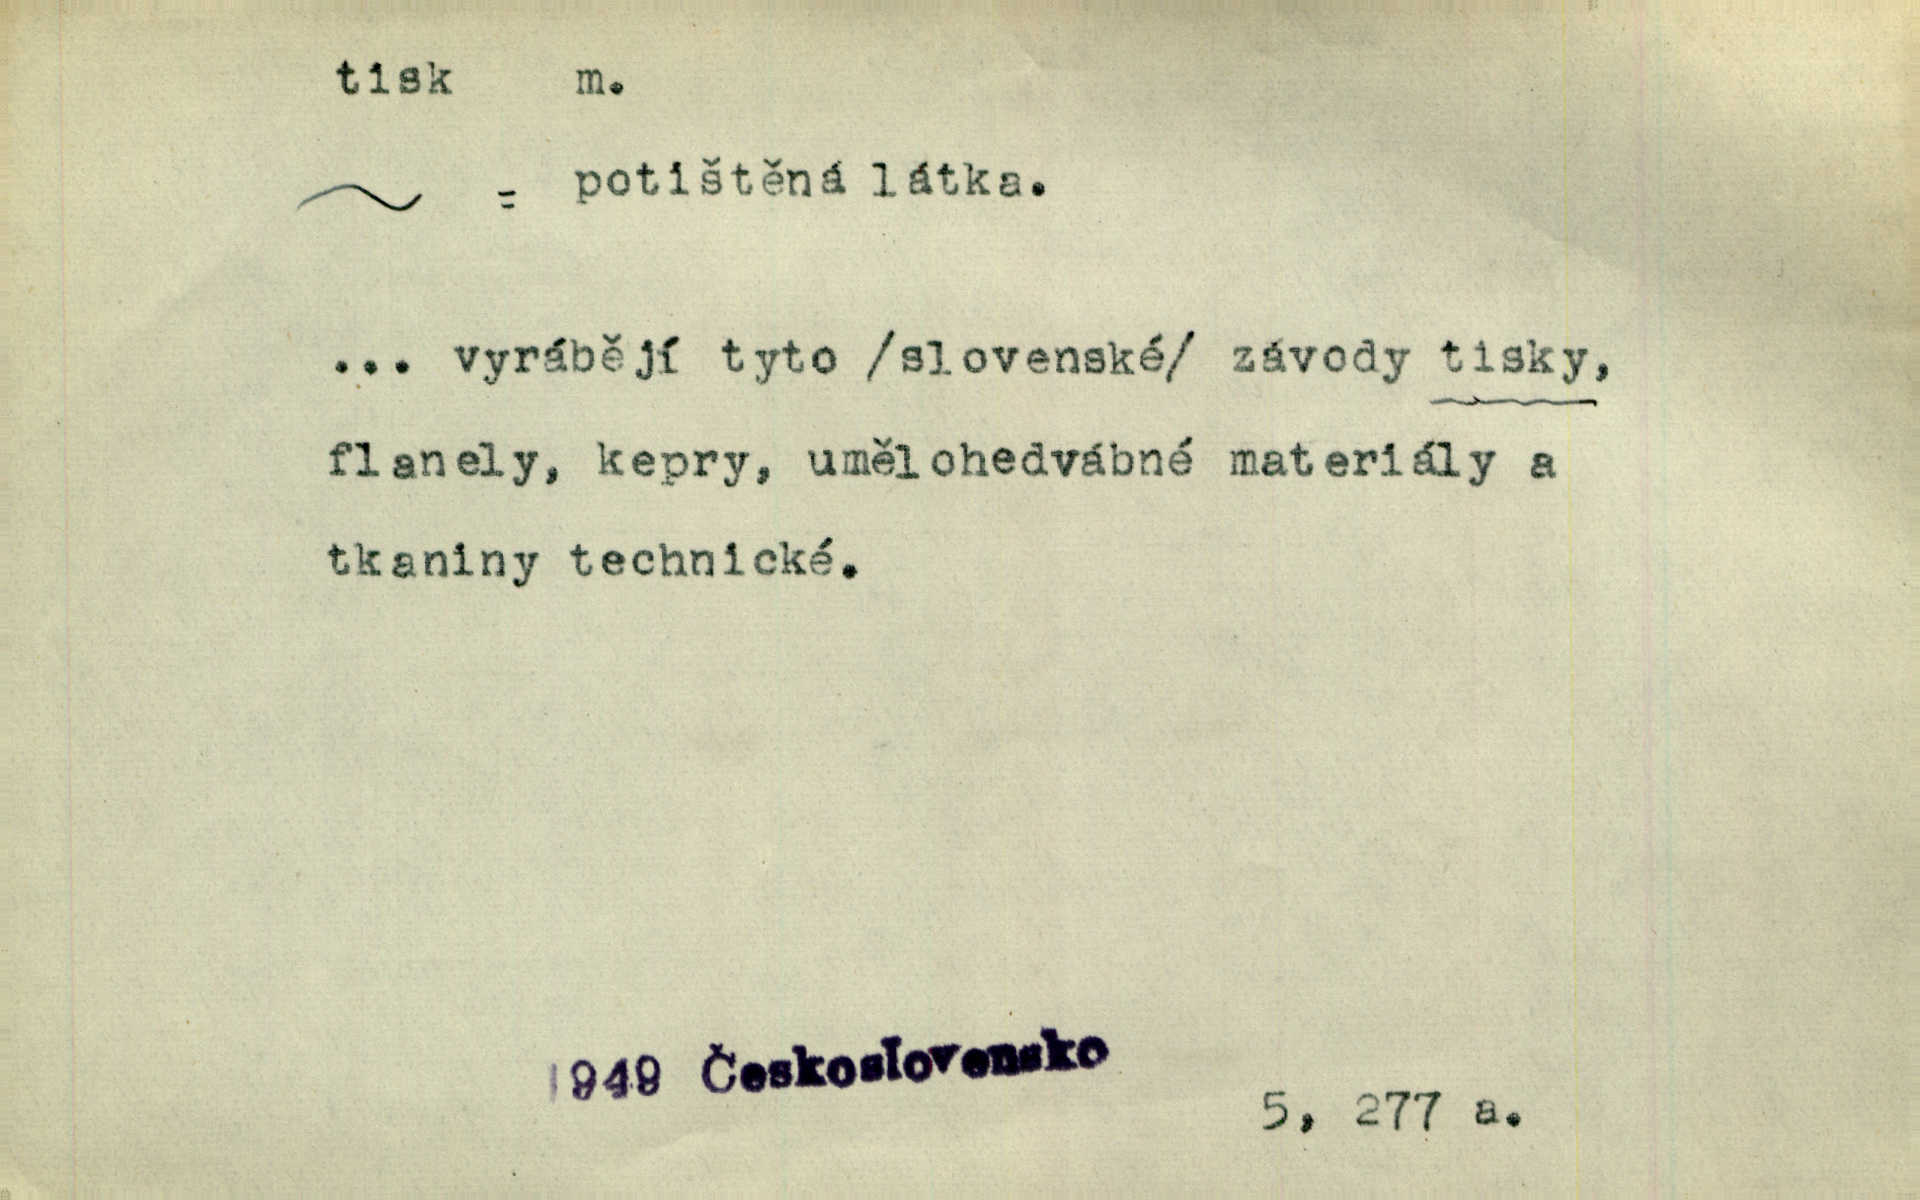 tisk m.
= potištěná látka.
... vyrábějí tyto /slovenské/ závody tisky,
flanely, kepry, umělohedvábné materiály a
tkaniny technické.
1949 Československo
5, 277 a.